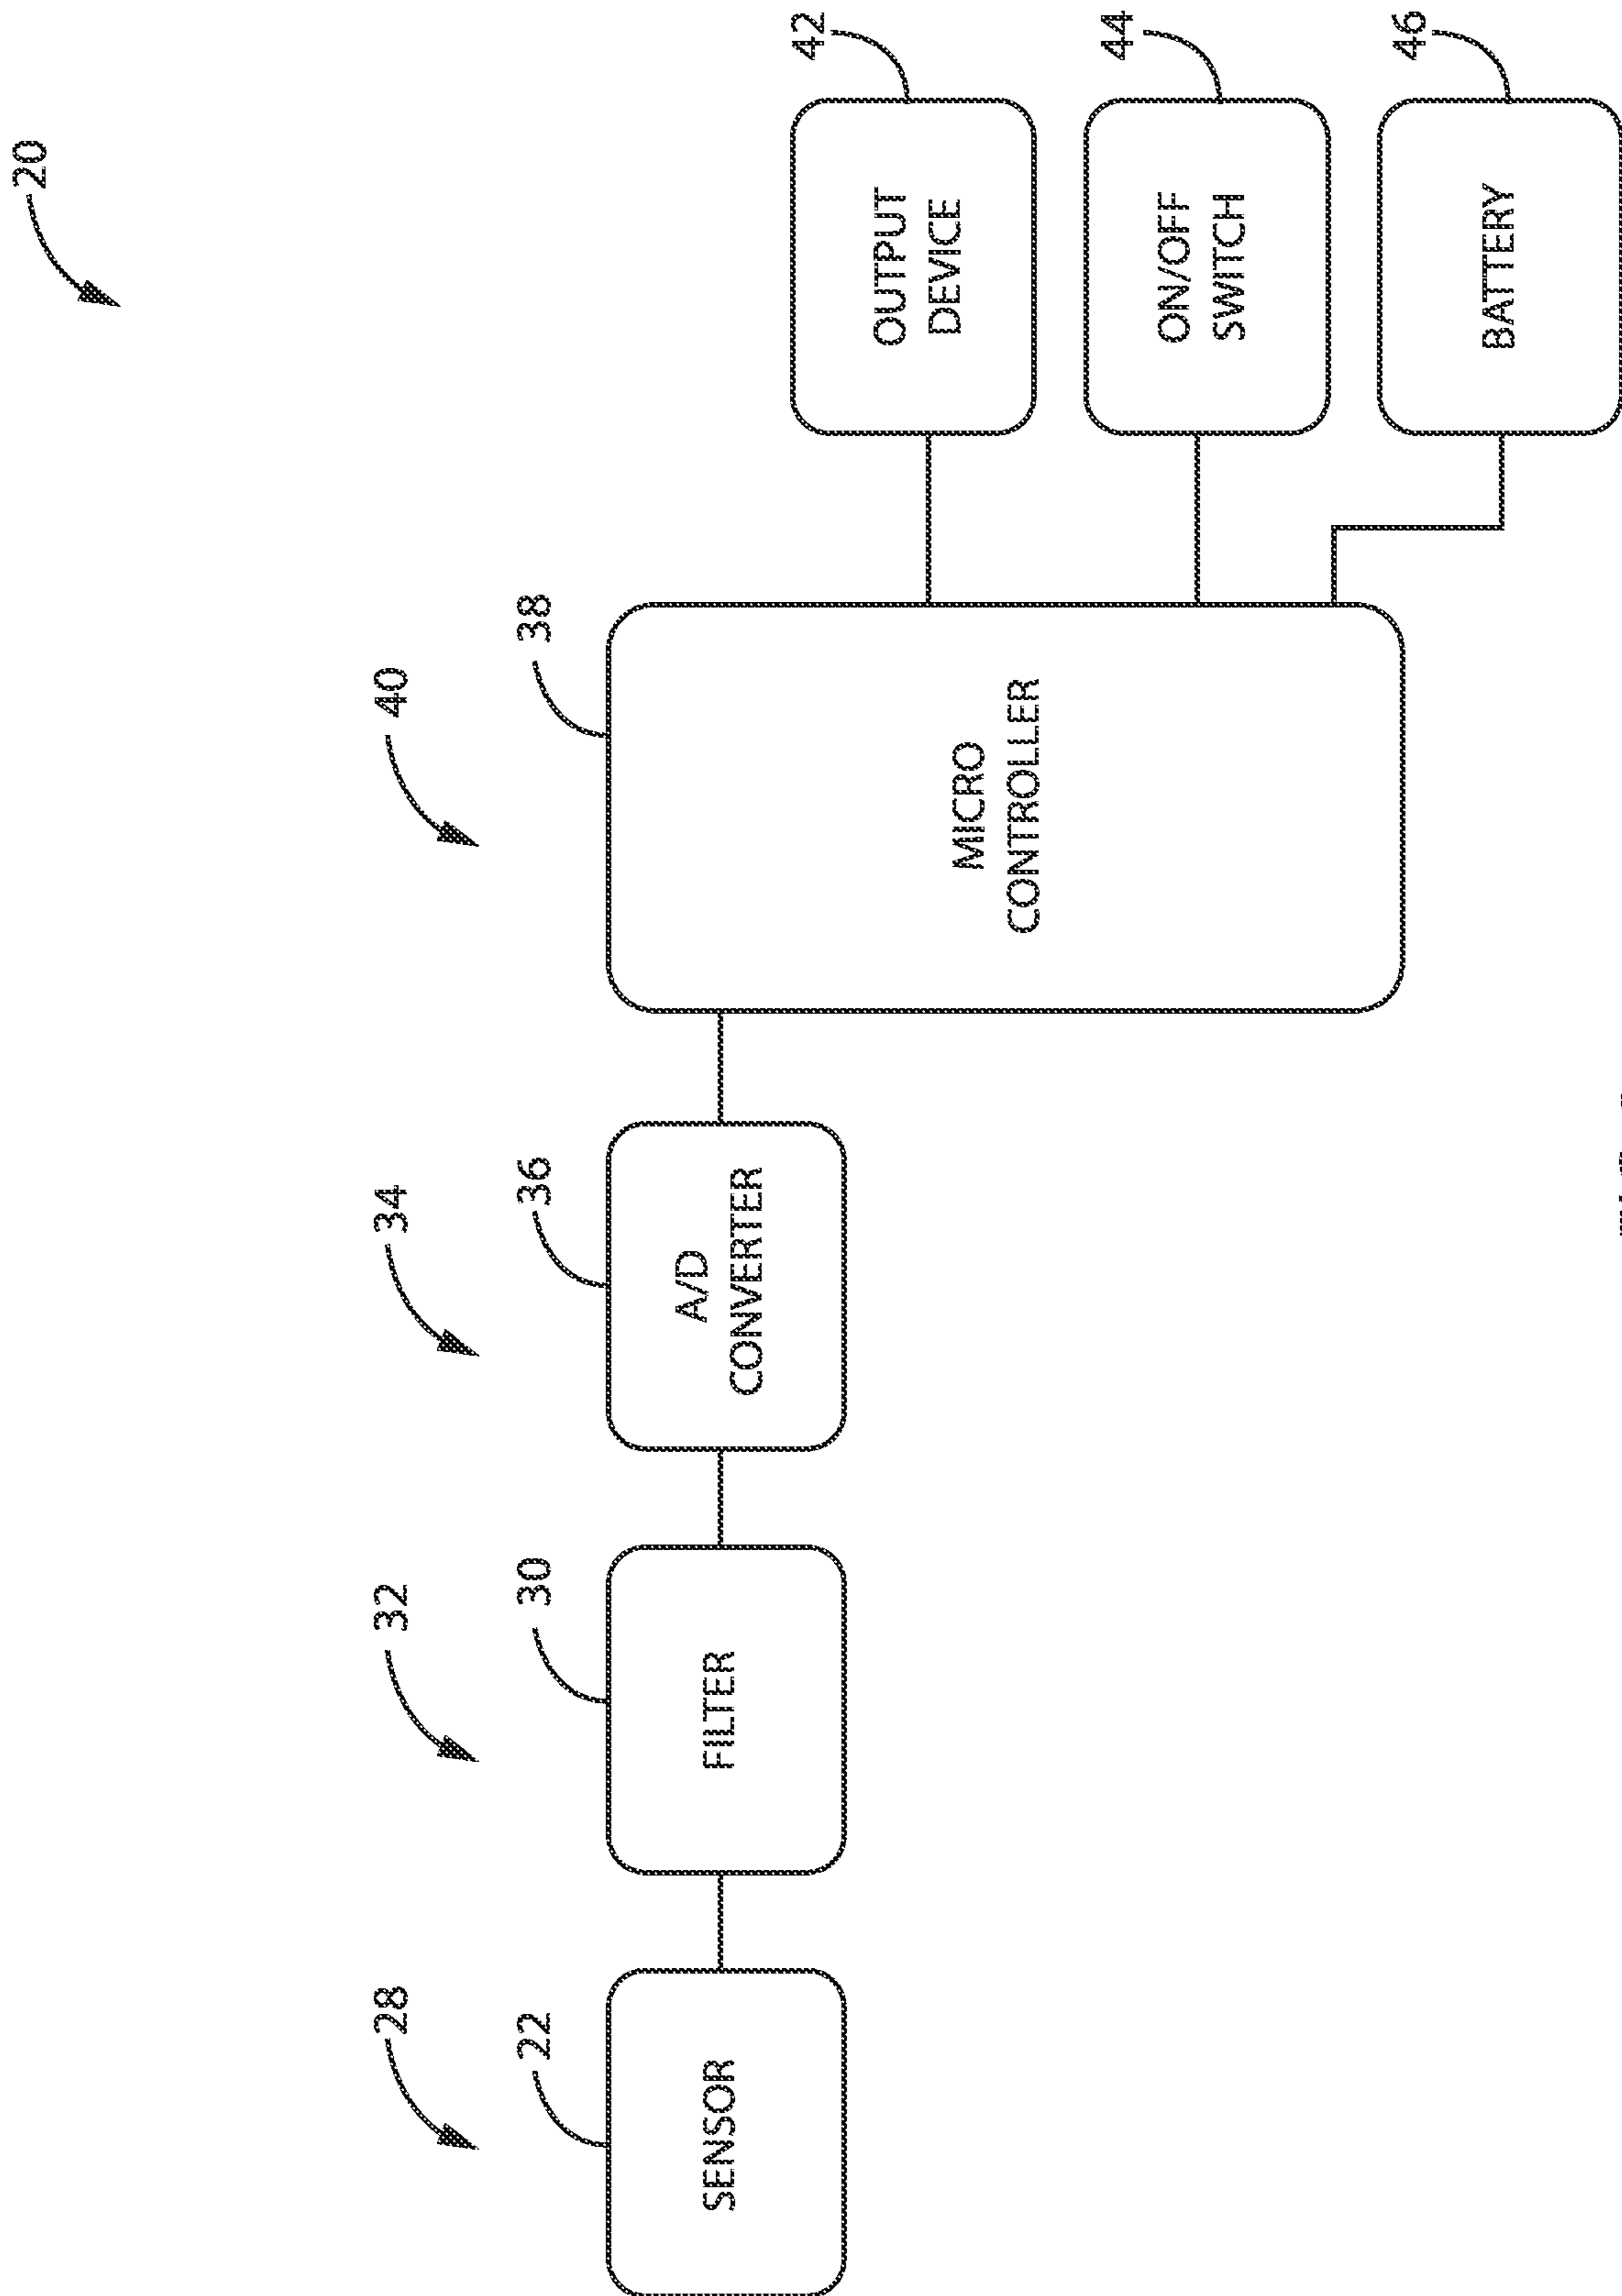 20
28
32
34
40
22
30
36
38
SENSOR
FILTER
A/D
CONVERTER
MICRO
CONTROLLER
42
OUTPUT
DEVICE
44
ON/OFF
SWITCH
46
BATTERY